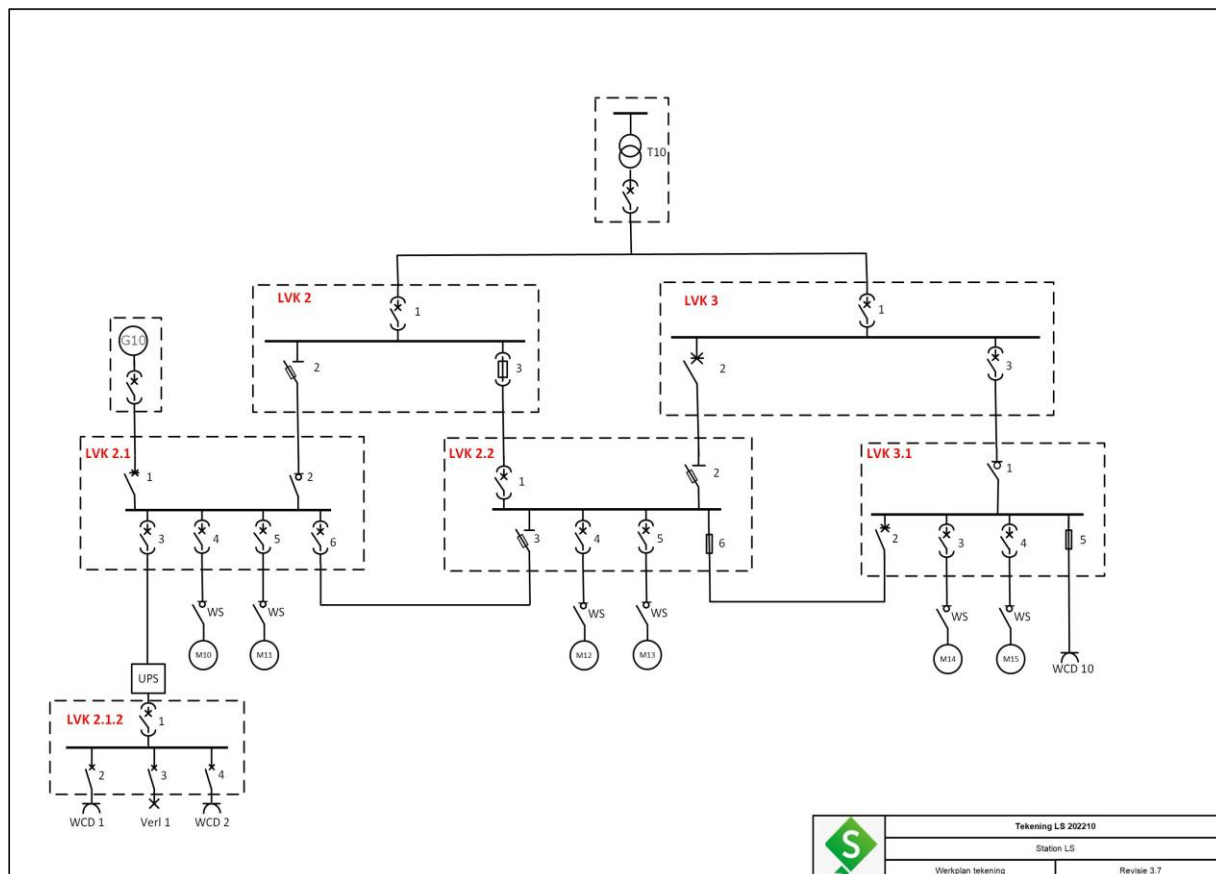 T10
LVK 2
1
2
3
LVK 3
1
2
3
G10
LVK 2.1
1
2
3
4
5
6
LVK 2.2
1
2
3
4
5
6
LVK 3.1
1
2
3
4
5
WS
WS
WS
WS
WS
WS
M10
M11
M12
M13
M14
M15
WCD 10
UPS
LVK 2.1.2
1
2
3
4
WCD 1
Verl 1
WCD 2
S
Tekening LS 202210
Station LS
Werkplan tekening
Revisie 3.7